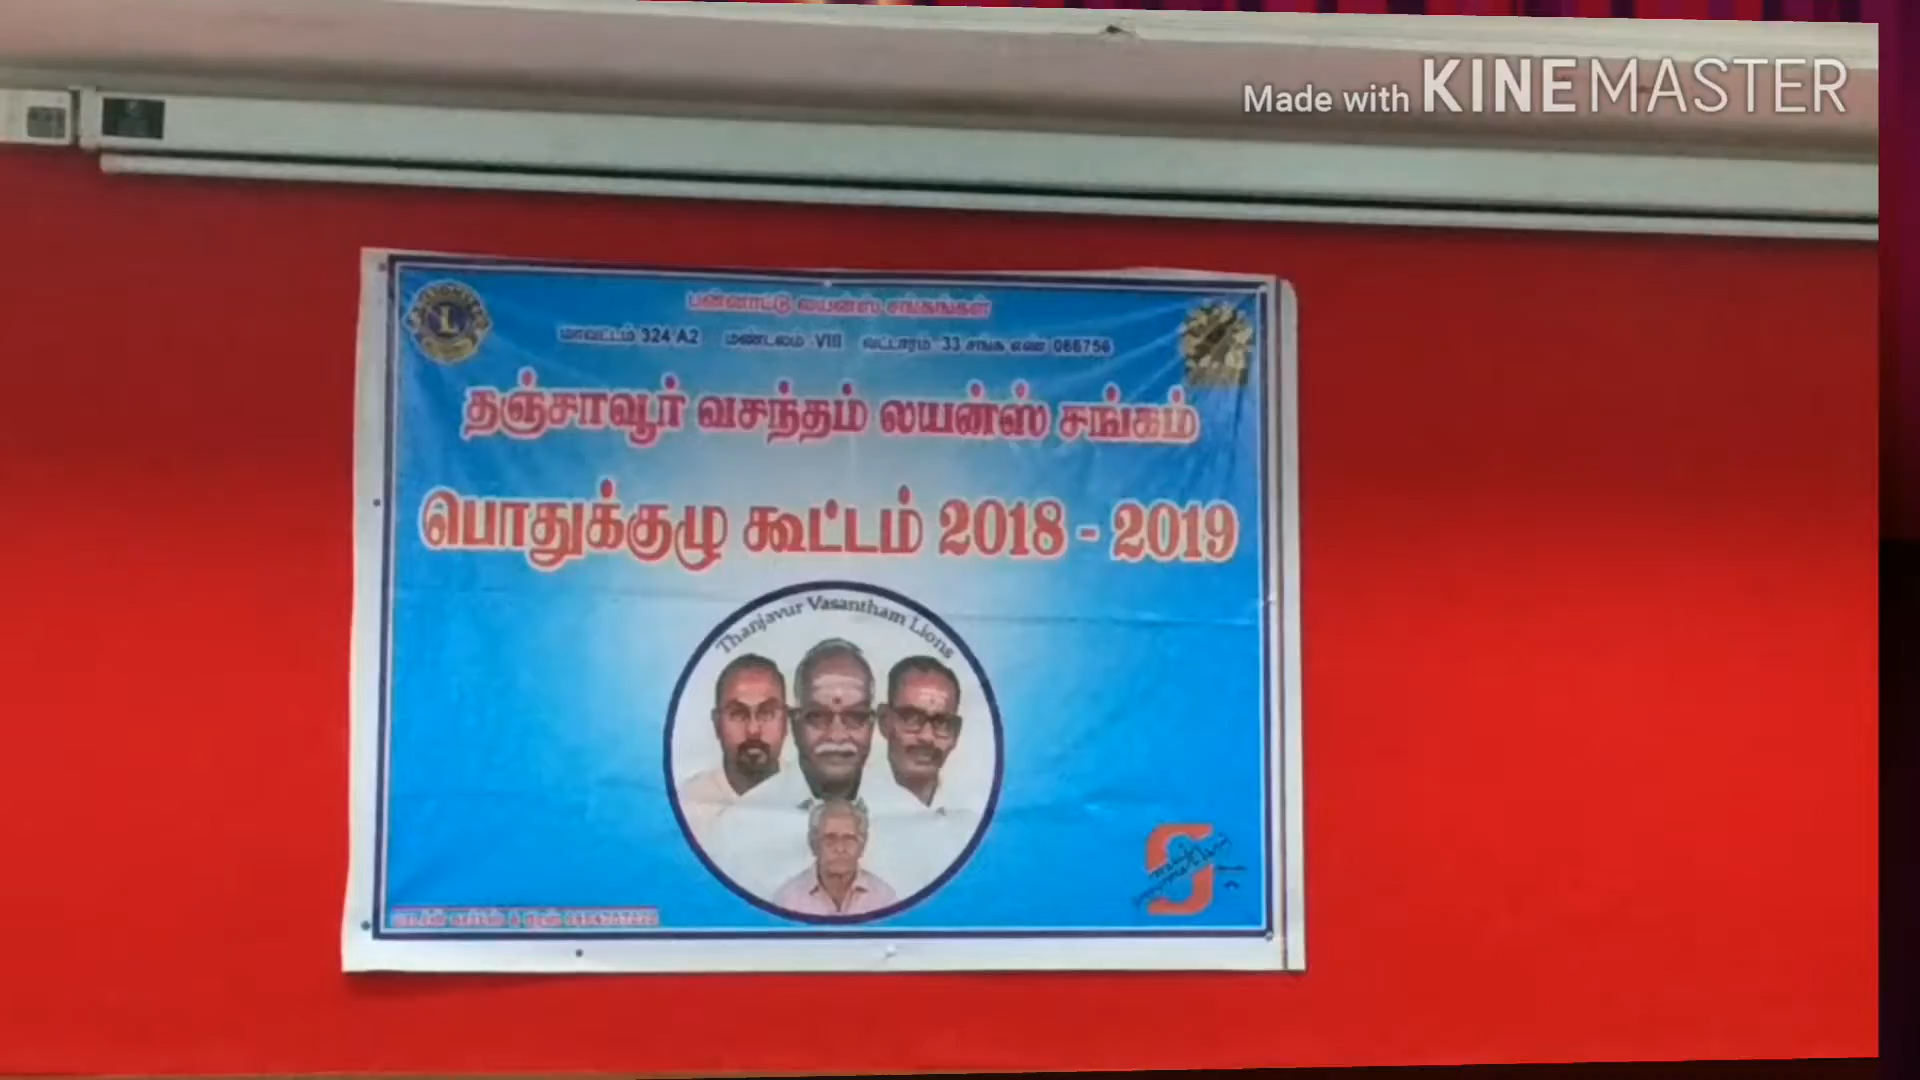 Made with KINEMASTER
பன்னாட்டு லயன்ஸ் சங்கங்கள்
மாவட்டம் 324 A2 மண்டலம் VIII வட்டாரம் 33 சங்க எண் 066756
தஞ்சாவூர் வசந்தம் லயன்ஸ் சங்கம்
பொதுக்குழு கூட்டம் 2018 - 2019
Thanjavur Vasantham Lions